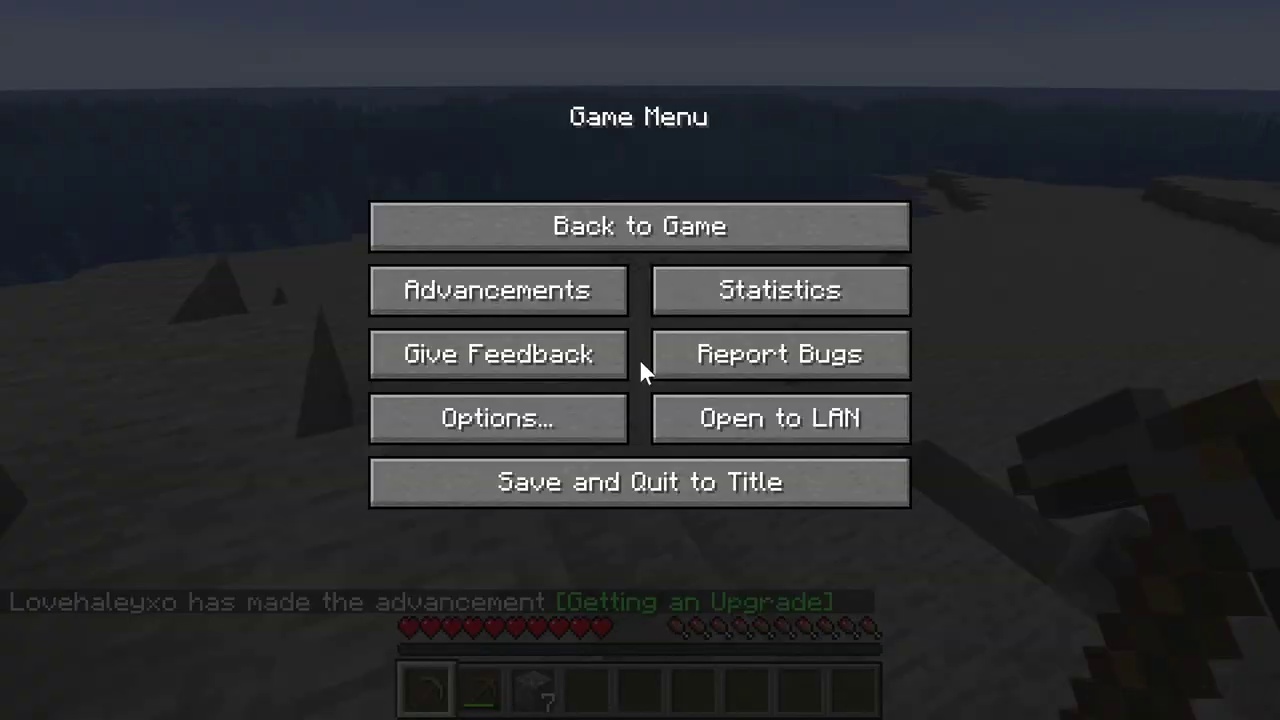 Game Menu
Back to Game
Advancements
Statistics
Give Feedback
Report Bugs
Options...
Open to LAN
Save and Quit to Title
Lovehaleyxo has made the advancement [Getting an Upgrade]
7